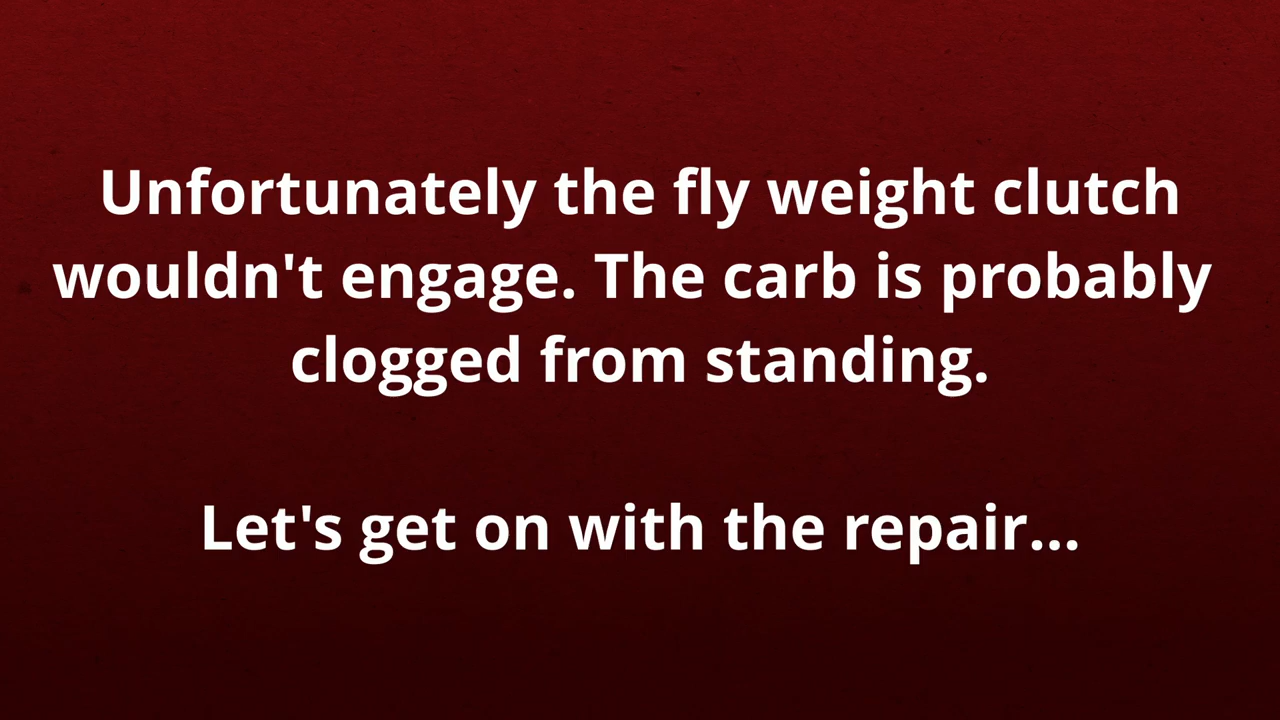 Unfortunately the fly weight clutch
wouldn't engage. The carb is probably
clogged from standing.
Let's get on with the repair...